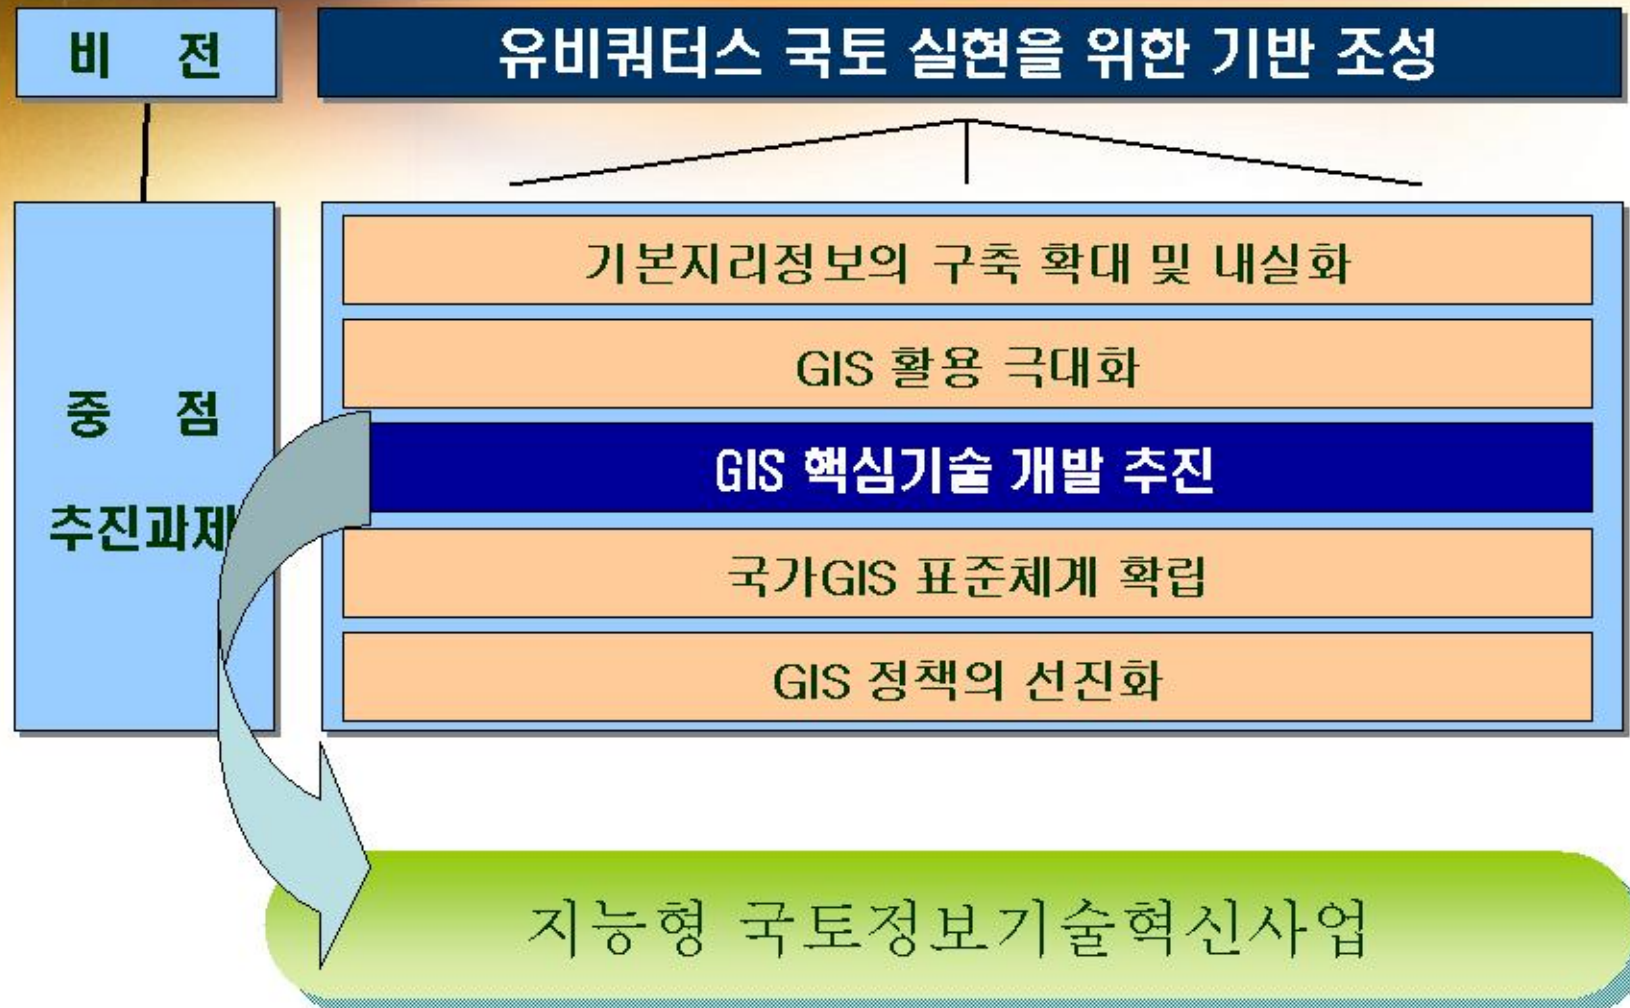 비 전
유비쿼터스 국토 실현을 위한 기반 조성
중 점
추진과제
기본지리정보의 구축 확대 및 내실화
GIS 활용 극대화
GIS 핵심기술 개발 추진
국가GIS 표준체계 확립
GIS 정책의 선진화
지능형 국토정보기술혁신사업